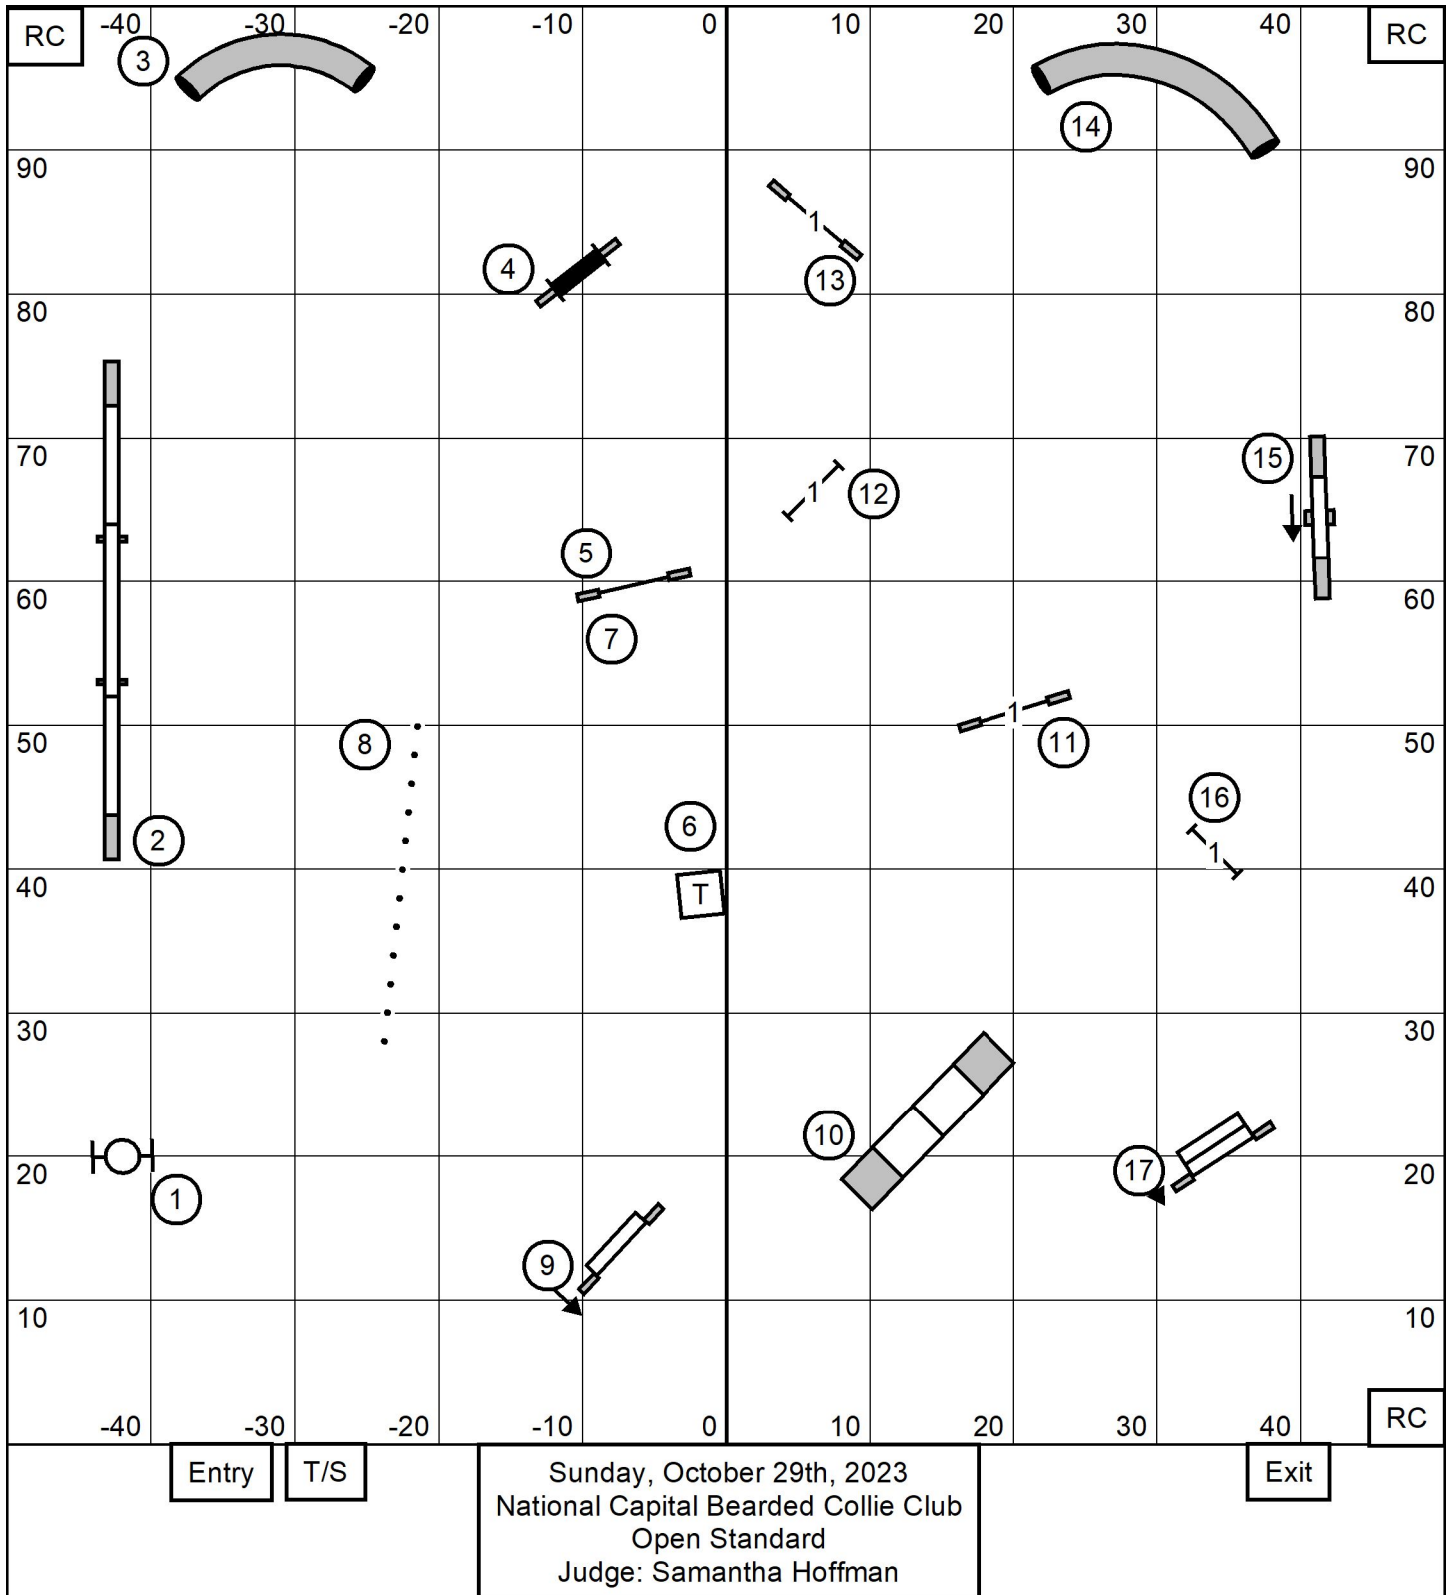 RC -40 -30 -20 -10 0 10 20 30 40 RC
3
14
90 90
1
4
13
80 80
70 15 70
1 12
5
60 60
7
1
50 8 11 50
16
6
2 1
40 T 40
30 30
10
20 17 20
1
9
10 10
-40 -30 -20 -10 0 10 20 30 40 RC
Entry T/S Exit
Sunday, October 29th, 2023
National Capital Bearded Collie Club
Open Standard
Judge: Samantha Hoffman